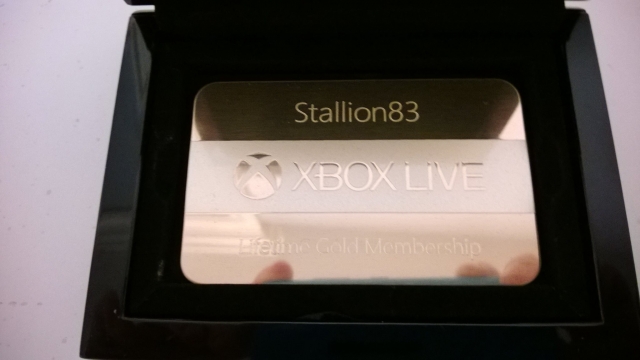 Stallion83
XBOX LIVE
Lifetime Gold Membership